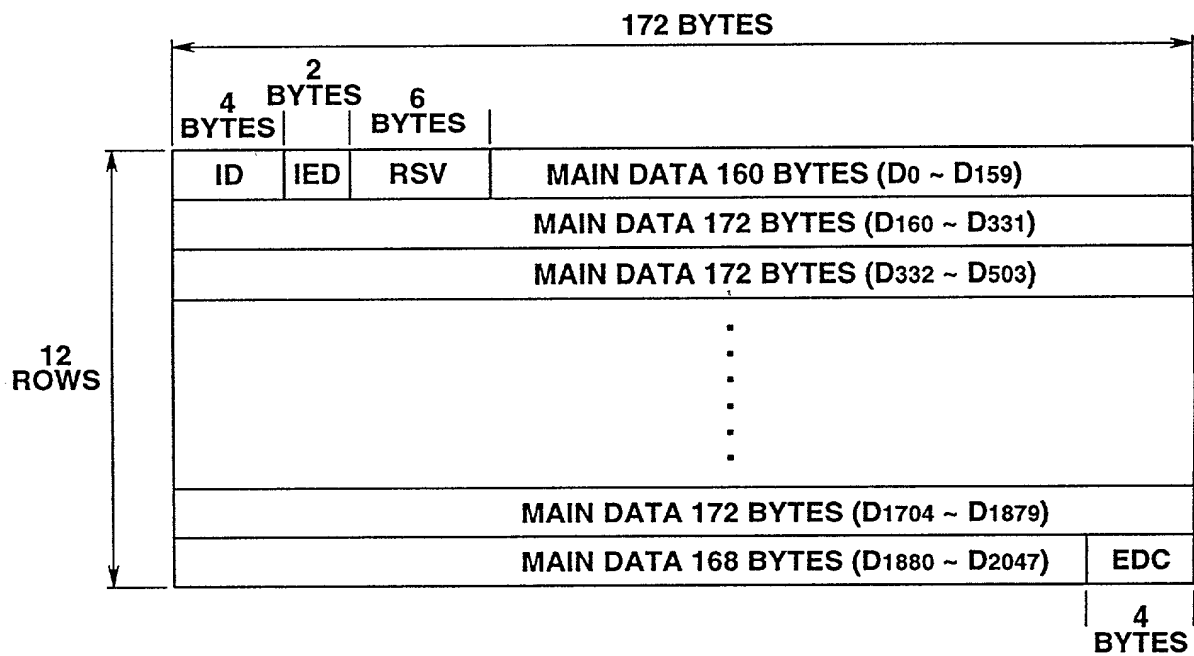 172 BYTES
4 BYTES
2 BYTES
6 BYTES
ID IED RSV MAIN DATA 160 BYTES (D0 ~ D159)
MAIN DATA 172 BYTES (D160 ~ D331)
MAIN DATA 172 BYTES (D332 ~ D503)
12 ROWS
MAIN DATA 172 BYTES (D1704 ~ D1879)
MAIN DATA 168 BYTES (D1880 ~ D2047) EDC
4 BYTES